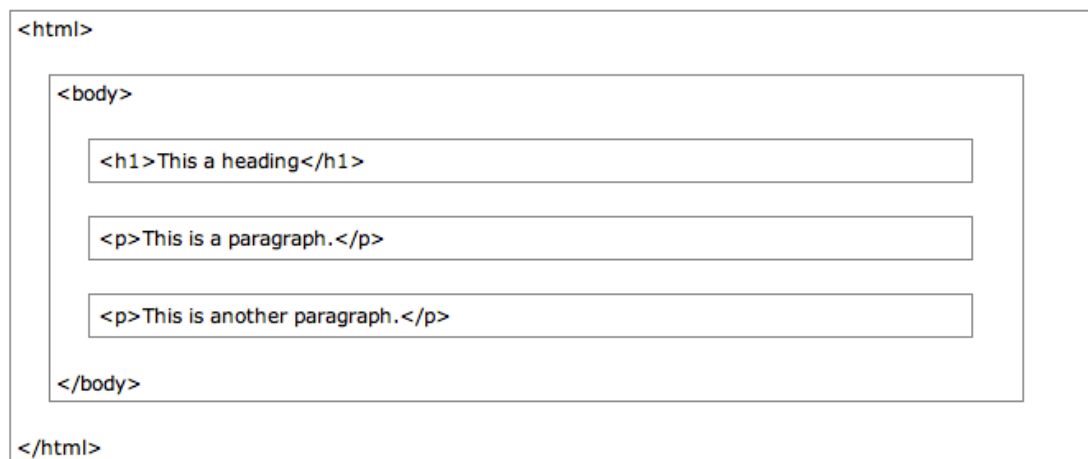 <html>
<body>
<h1>This a heading</h1>
<p>This is a paragraph.</p>
<p>This is another paragraph.</p>
</body>
</html>